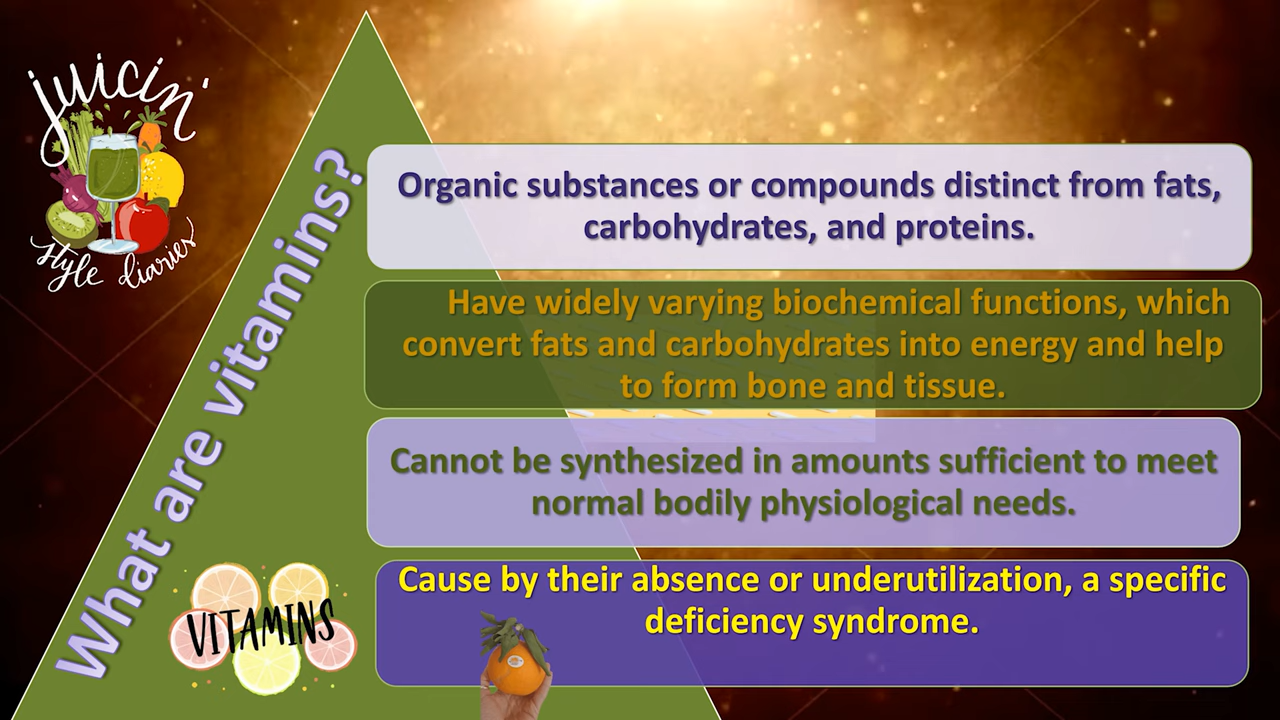 juicin'
style diaries
What are vitamins?
Organic substances or compounds distinct from fats,
carbohydrates, and proteins.
Have widely varying biochemical functions, which
convert fats and carbohydrates into energy and help
to form bone and tissue.
Cannot be synthesized in amounts sufficient to meet
normal bodily physiological needs.
Cause by their absence or underutilization, a specific
deficiency syndrome.
VITAMINS